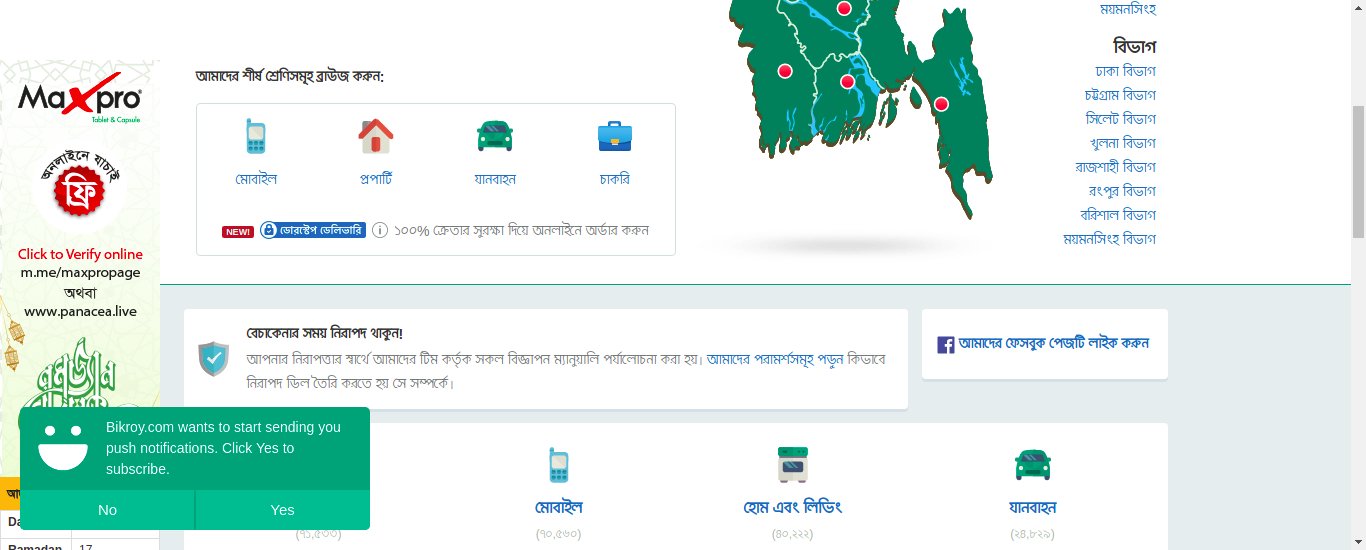 ময়মনসিংহ
বিভাগ
ঢাকা বিভাগ
চট্টগ্রাম বিভাগ
সিলেট বিভাগ
খুলনা বিভাগ
রাজশাহী বিভাগ
রংপুর বিভাগ
বরিশাল বিভাগ
ময়মনসিংহ বিভাগ
আমাদের শীর্ষ শ্রেণিসমূহ ব্রাউজ করুন:
মোবাইল প্রপার্টি যানবাহন চাকরি
NEW! ডোরস্টেপ ডেলিভারি i ১০০% ক্রেতার সুরক্ষা দিয়ে অনলাইনে অর্ডার করুন
Maxpro
Tablet & Capsule
অনলাইনে যাচাই
ফ্রি
Click to Verify online
m.me/maxpropage
অথবা
www.panacea.live
বেচাকেনার সময় নিরাপদ থাকুন!
আপনার নিরাপত্তার স্বার্থে আমাদের টিম কর্তৃক সকল বিজ্ঞাপন ম্যানুয়ালি পর্যালোচনা করা হয়। আমাদের পরামর্শসমূহ পড়ুন কিভাবে
নিরাপদ ডিল তৈরি করতে হয় সে সম্পর্কে।
আমাদের ফেসবুক পেজটি লাইক করুন
Bikroy.com wants to start sending you
push notifications. Click Yes to
subscribe.
No Yes
মোবাইল হোম এবং লিভিং যানবাহন
(৭১,৫৩৩) (৭০,৫৬০) (৪০,২২২) (২৪,৮২৯)
Ramadan 17